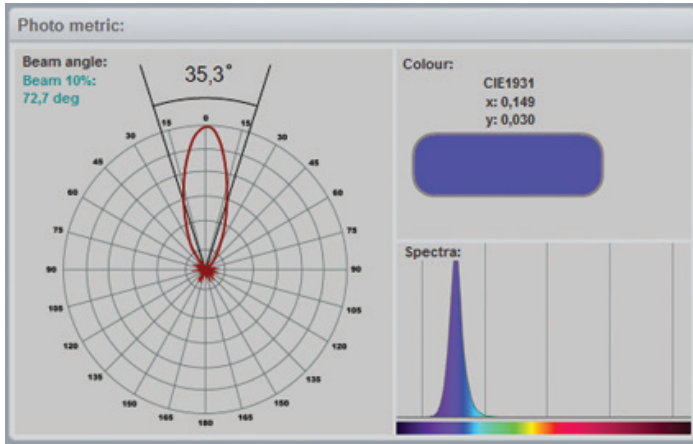 Photo metric:
Beam angle:
Beam 10%:
72,7 deg
35,3°
0
15
15
30
30
45
45
60
60
75
75
90
90
105
105
120
120
135
135
150
150
165
165
180
Colour:
CIE1931
x: 0,149
y: 0,030
Spectra: